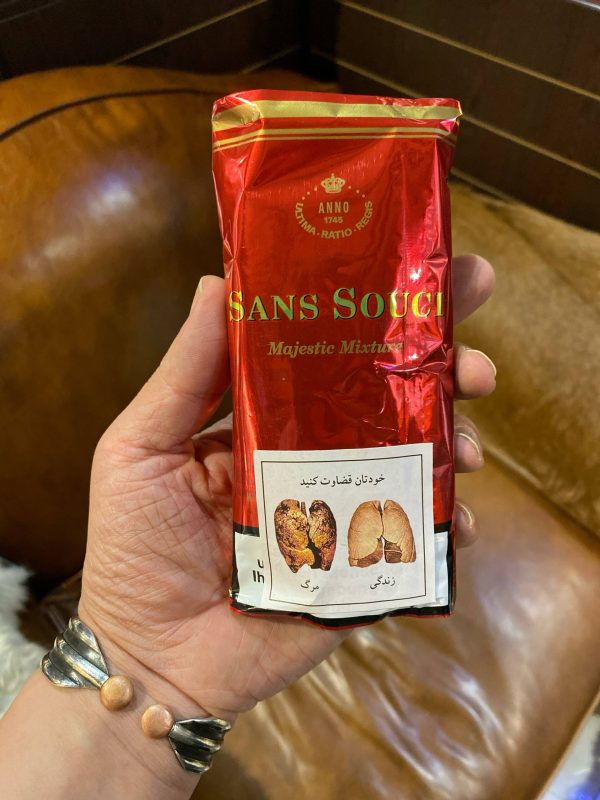 ANNO
1745
ULTIMA · RATIO · REGIS
SANS SOUCI
Majestic Mixture
خودتان قضاوت کنید
مرگ
زندگی